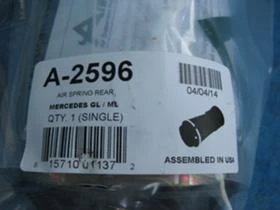 A-2596
AIR SPRING REAR,
MERCEDES GL / ML
QTY. 1 (SINGLE)
04/04/14
8 15710 01137 2
ASSEMBLED IN USA